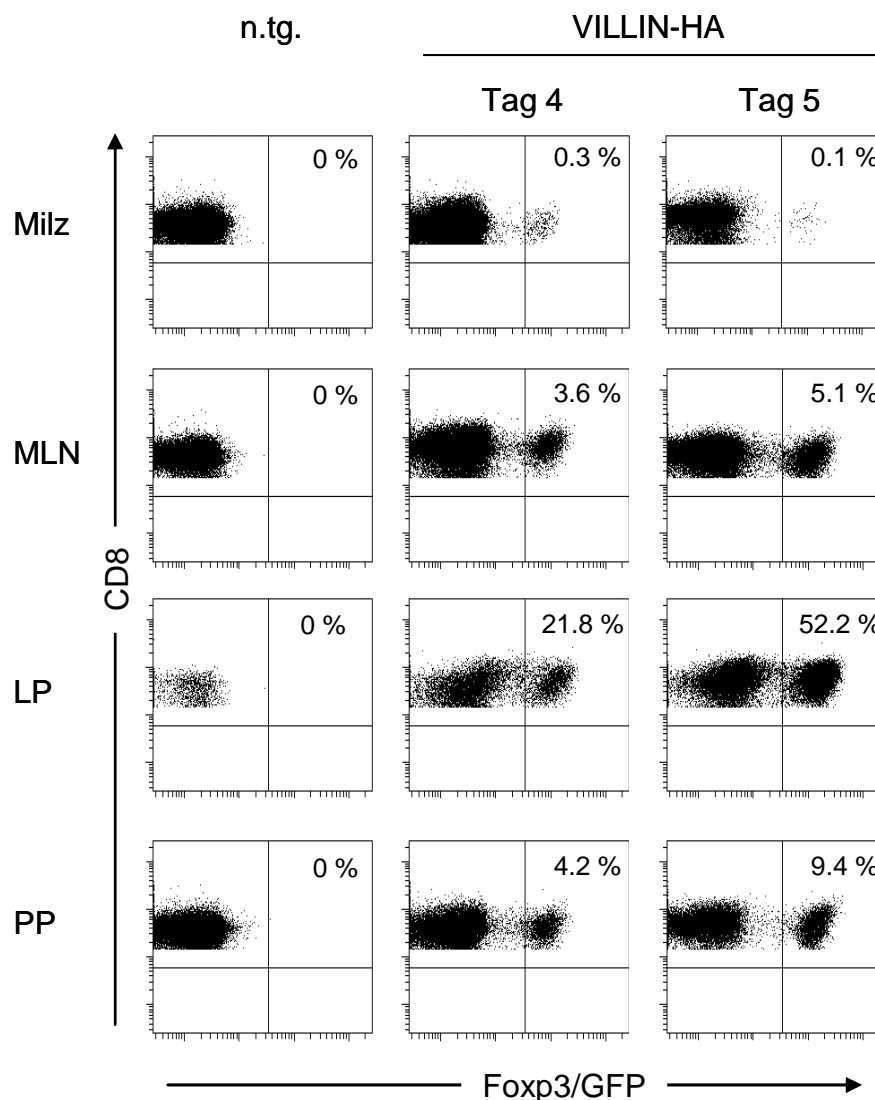 n.tg. VILLIN-HA
Tag 4 Tag 5
Milz 0 % 0.3 % 0.1 %
MLN 0 % 3.6 % 5.1 %
CD8
LP 0 % 21.8 % 52.2 %
PP 0 % 4.2 % 9.4 %
Foxp3/GFP